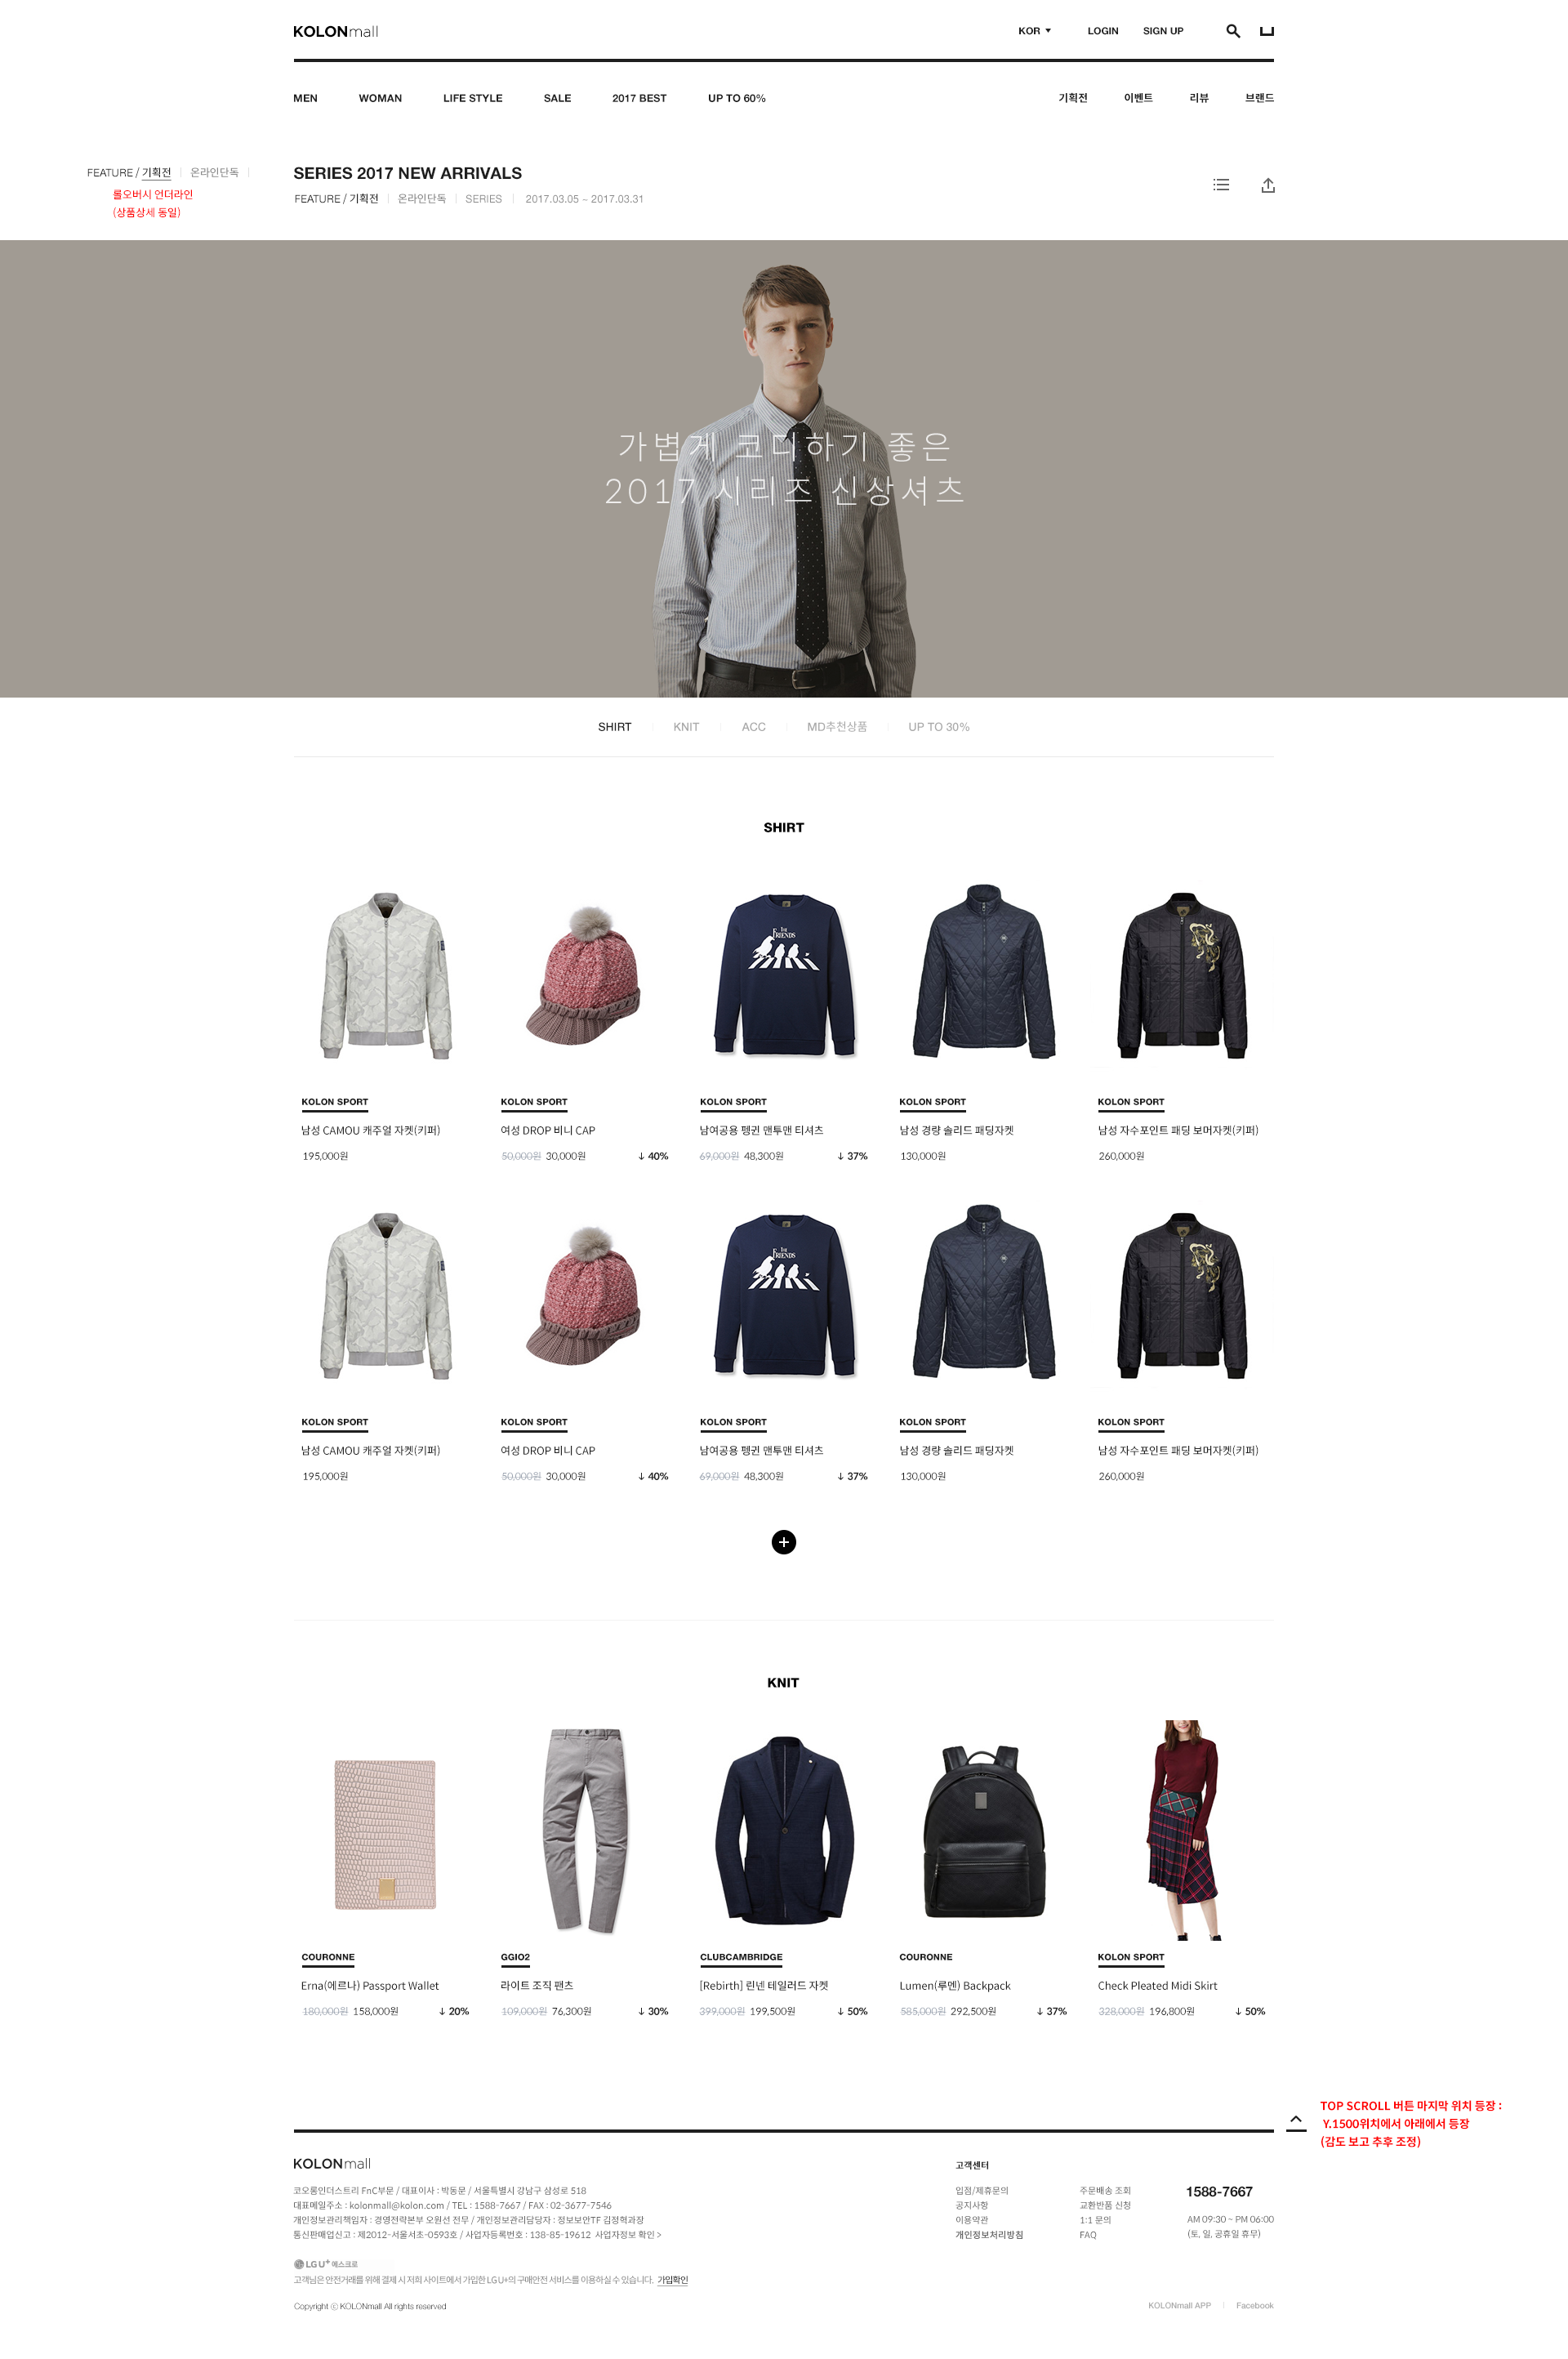 KOLONmall
KOR ▼ LOGIN SIGN UP
MEN WOMAN LIFE STYLE SALE 2017 BEST UP TO 60% 기획전 이벤트 리뷰 브랜드
FEATURE / 기획전 온라인단독
롤오버시 언더라인
(상품상세 동일)
SERIES 2017 NEW ARRIVALS
FEATURE / 기획전 온라인단독 SERIES 2017.03.05 ~ 2017.03.31
가볍게 코디하기 좋은
2017 시리즈 신상셔츠
SHIRT KNIT ACC MD추천상품 UP TO 30%
SHIRT
THE FRIENDS
KOLON SPORT KOLON SPORT KOLON SPORT KOLON SPORT KOLON SPORT
남성 CAMOU 캐주얼 자켓(키퍼) 여성 DROP 비니 CAP 남여공용 펭귄 맨투맨 티셔츠 남성 경량 솔리드 패딩자켓 남성 자수포인트 패딩 보머자켓(키퍼)
195,000원 50,000원 30,000원 ↓ 40% 69,000원 48,300원 ↓ 37% 130,000원 260,000원
THE FRIENDS
KOLON SPORT KOLON SPORT KOLON SPORT KOLON SPORT KOLON SPORT
남성 CAMOU 캐주얼 자켓(키퍼) 여성 DROP 비니 CAP 남여공용 펭귄 맨투맨 티셔츠 남성 경량 솔리드 패딩자켓 남성 자수포인트 패딩 보머자켓(키퍼)
195,000원 50,000원 30,000원 ↓ 40% 69,000원 48,300원 ↓ 37% 130,000원 260,000원
KNIT
COURONNE GGIO2 CLUBCAMBRIDGE COURONNE KOLON SPORT
Erna(에르나) Passport Wallet 라이트 조직 팬츠 [Rebirth] 린넨 테일러드 자켓 Lumen(루멘) Backpack Check Pleated Midi Skirt
180,000원 158,000원 ↓ 20% 109,000원 76,300원 ↓ 30% 399,000원 199,500원 ↓ 50% 585,000원 292,500원 ↓ 37% 328,000원 196,800원 ↓ 50%
TOP SCROLL 버튼 마지막 위치 등장 :
Y.1500위치에서 아래에서 등장
(감도 보고 추후 조정)
KOLONmall
코오롱인더스트리 FnC부문 / 대표이사 : 박동문 / 서울특별시 강남구 삼성로 518
대표메일주소 : kolonmall@kolon.com / TEL : 1588-7667 / FAX : 02-3677-7546
개인정보관리책임자 : 경영전략본부 오원선 전무 / 개인정보관리담당자 : 정보보안TF 김정혁과장
통신판매업신고 : 제2012-서울서초-0593호 / 사업자등록번호 : 138-85-19612 사업자정보 확인 >
LG U+ 에스크로
고객님은 안전거래를 위해 결제 시 저희 사이트에서 가입한 LG U+의 구매안전 서비스를 이용하실 수 있습니다. 가입확인
Copyright ⓒ KOLONmall All rights reserved
고객센터
입점/제휴문의
공지사항
이용약관
개인정보처리방침
주문배송 조회
교환반품 신청
1:1 문의
FAQ
1588-7667
AM 09:30 ~ PM 06:00
(토, 일, 공휴일 휴무)
KOLONmall APP Facebook